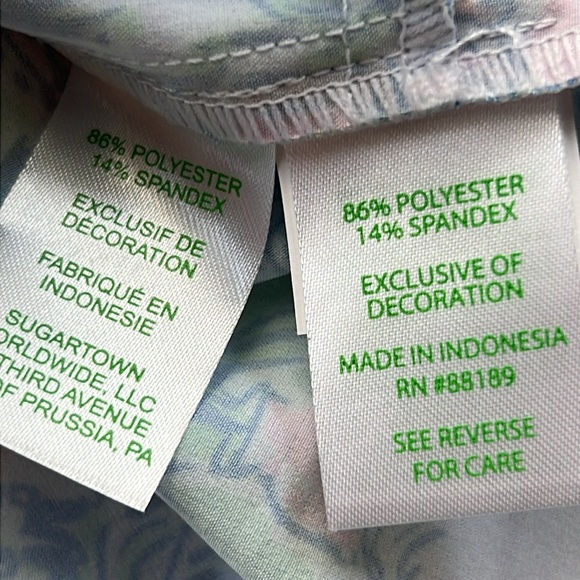 86% POLYESTER
14% SPANDEX
EXCLUSIF DE
DÉCORATION
FABRIQUÉ EN
INDONESIE
SUGARTOWN
WORLDWIDE, LLC
THIRD AVENUE
OF PRUSSIA, PA
86% POLYESTER
14% SPANDEX
EXCLUSIVE OF
DECORATION
MADE IN INDONESIA
RN #88189
SEE REVERSE
FOR CARE